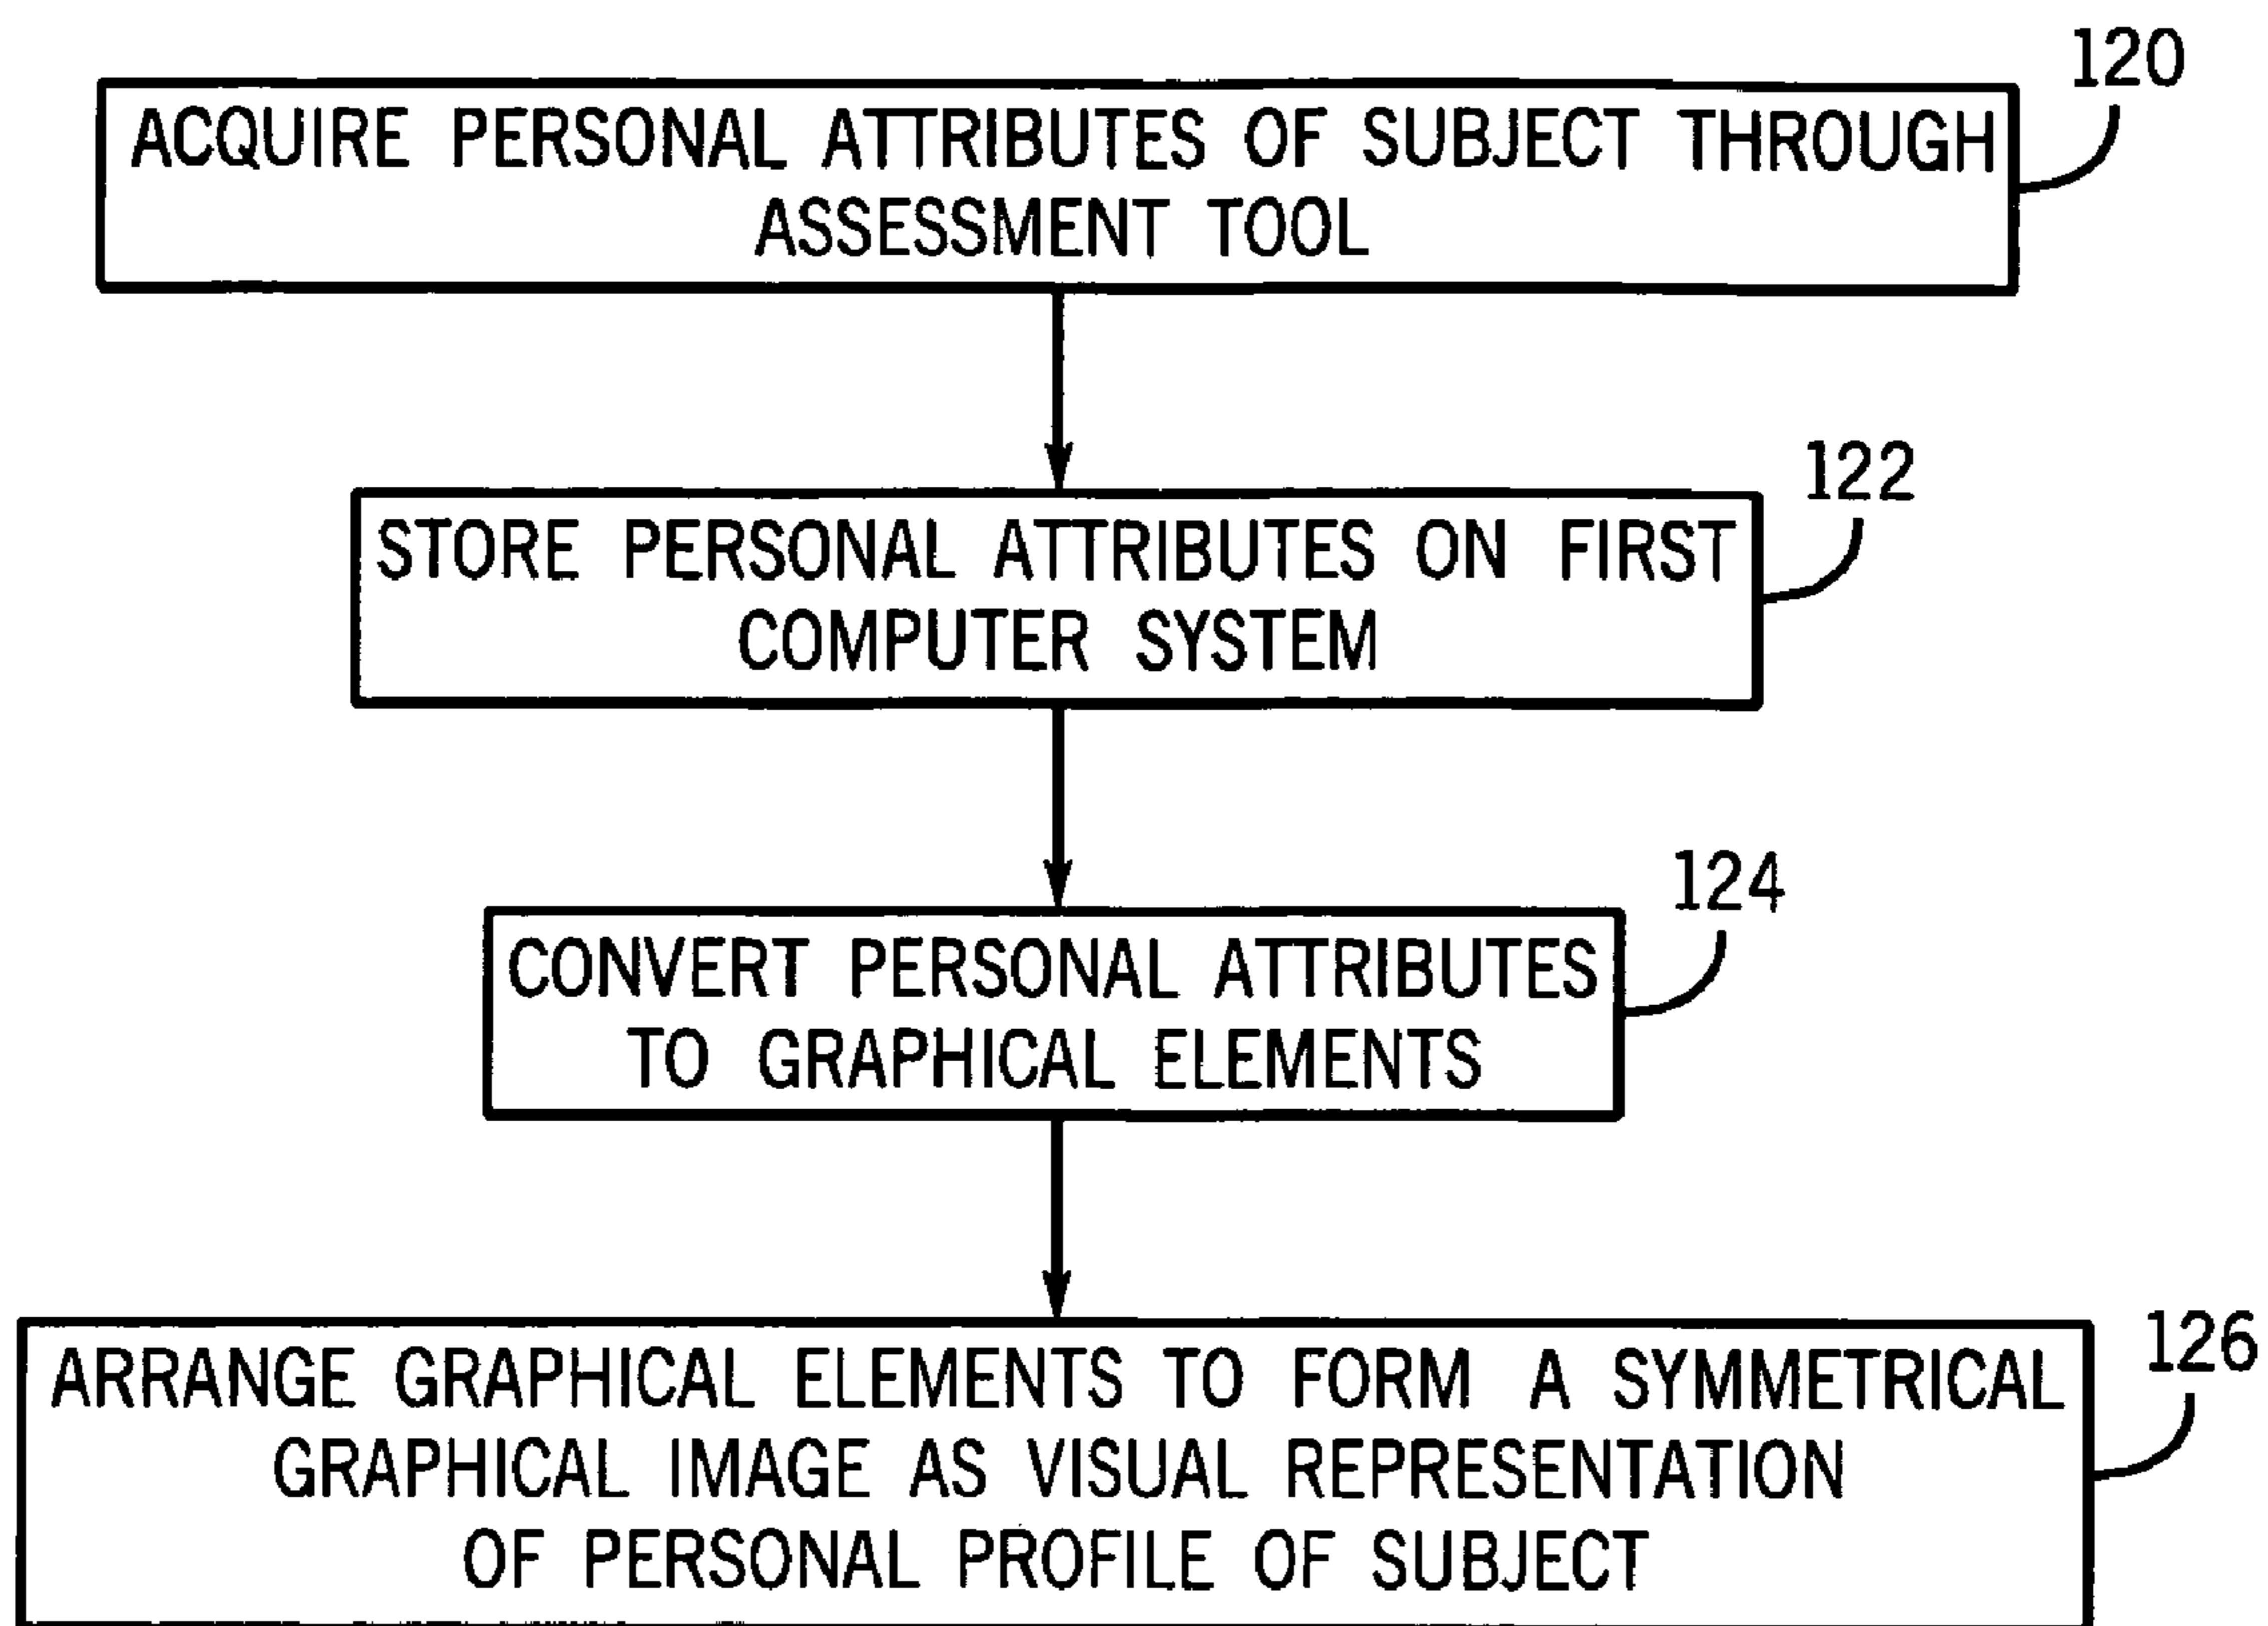 120
ACQUIRE PERSONAL ATTRIBUTES OF SUBJECT THROUGH
ASSESSMENT TOOL
122
STORE PERSONAL ATTRIBUTES ON FIRST
COMPUTER SYSTEM
124
CONVERT PERSONAL ATTRIBUTES
TO GRAPHICAL ELEMENTS
126
ARRANGE GRAPHICAL ELEMENTS TO FORM A SYMMETRICAL
GRAPHICAL IMAGE AS VISUAL REPRESENTATION
OF PERSONAL PROFILE OF SUBJECT